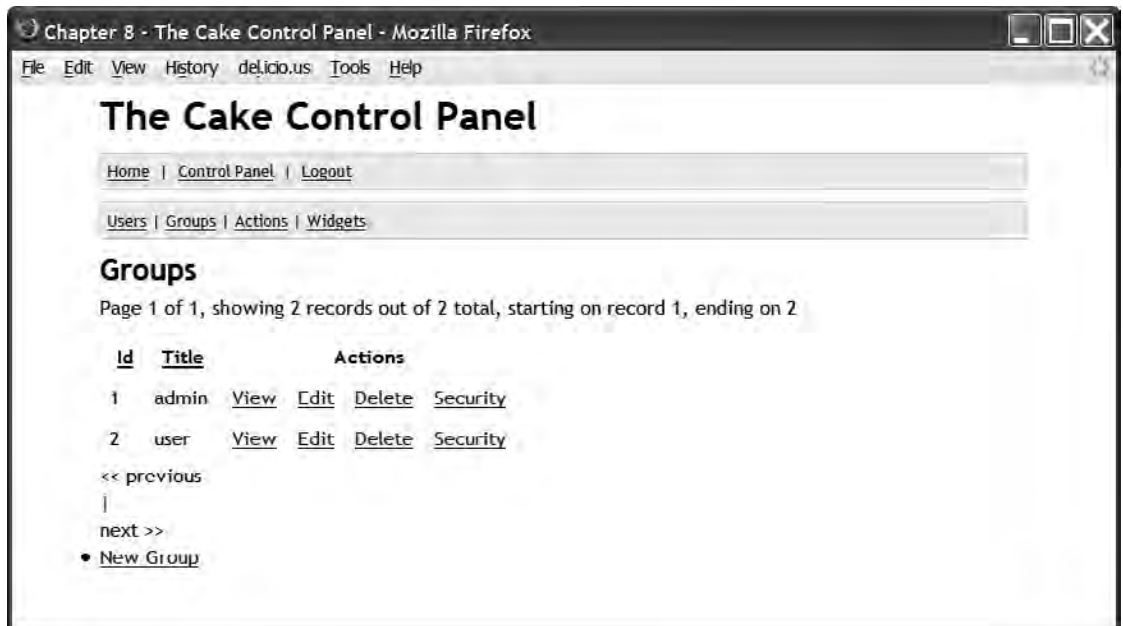 Chapter 8 - The Cake Control Panel - Mozilla Firefox
File Edit View History del.icio.us Tools Help
The Cake Control Panel
Home | Control Panel | Logout
Users | Groups | Actions | Widgets
Groups
Page 1 of 1, showing 2 records out of 2 total, starting on record 1, ending on 2
Id Title Actions
1 admin View Edit Delete Security
2 user View Edit Delete Security
<< previous
|
next >>
• New Group